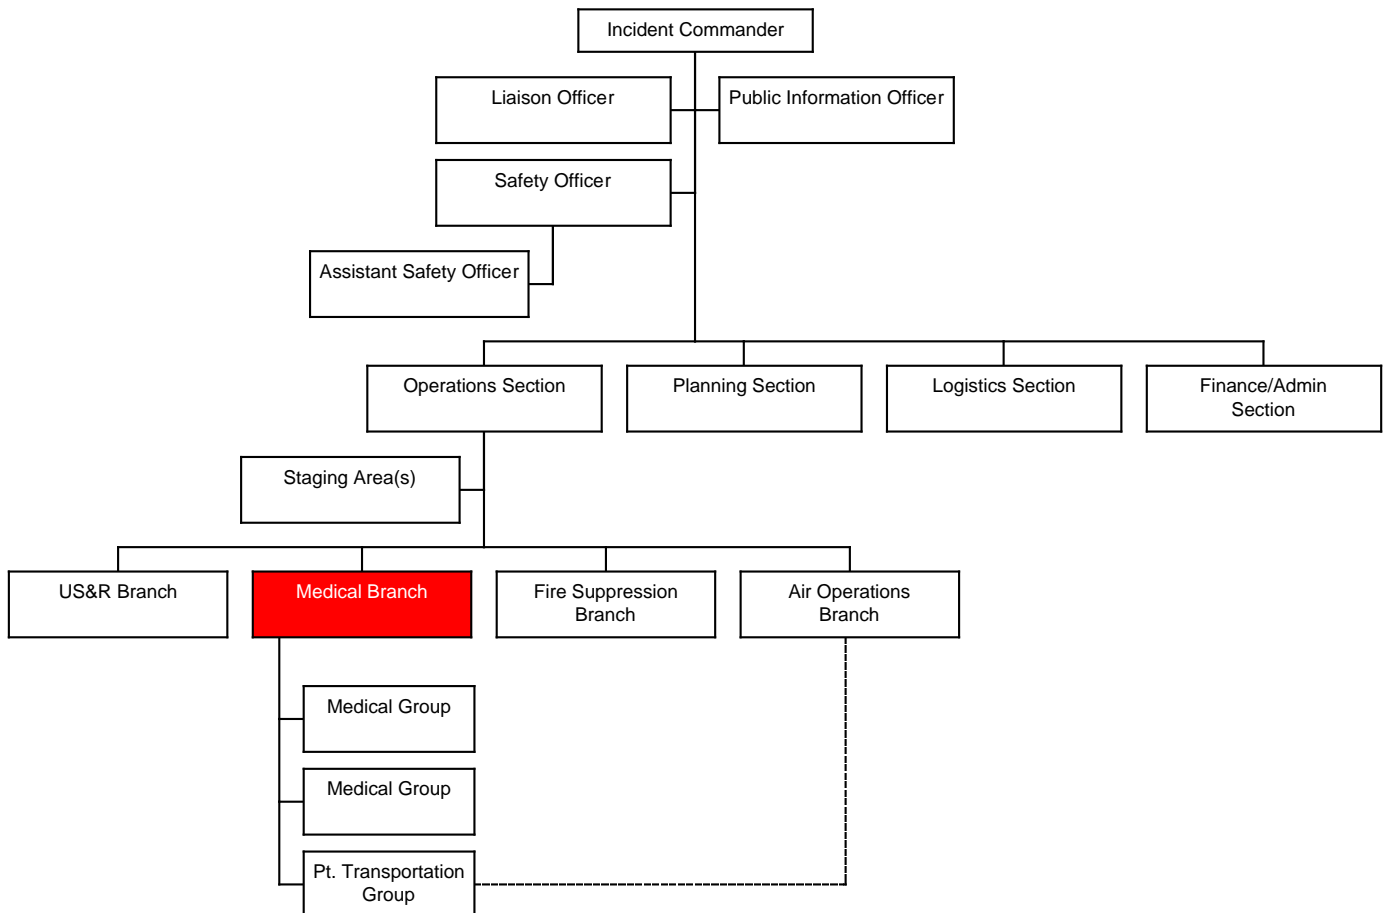 Incident Commander
Liaison Officer
Public Information Officer
Safety Officer
Assistant Safety Officer
Operations Section
Planning Section
Logistics Section
Finance/Admin
Section
Staging Area(s)
US&R Branch
Medical Branch
Fire Suppression
Branch
Air Operations
Branch
Medical Group
Medical Group
Pt. Transportation
Group